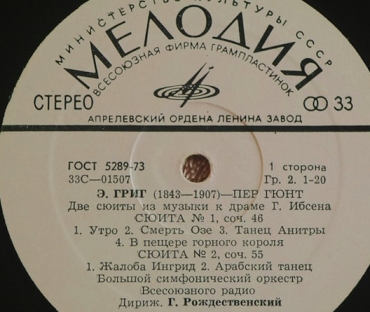 МИНИСТЕРСТВО КУЛЬТУРЫ СССР
МЕЛОДИЯ
ВСЕСОЮЗНАЯ ФИРМА ГРАМПЛАСТИНОК
СТЕРЕО 33
АПРЕЛЕВСКИЙ ОРДЕНА ЛЕНИНА ЗАВОД
ГОСТ 5289-73 1 сторона
33С—01507 Гр. 2. 1-20
Э. ГРИГ (1843—1907)—ПЕР ГЮНТ
Две сюиты из музыки к драме Г. Ибсена
СЮИТА № 1, соч. 46
1. Утро 2. Смерть Озе 3. Танец Анитры
4. В пещере горного короля
СЮИТА № 2, соч. 55
1. Жалоба Ингрид 2. Арабский танец
Большой симфонический оркестр
Всесоюзного радио
Дириж. Г. Рождественский